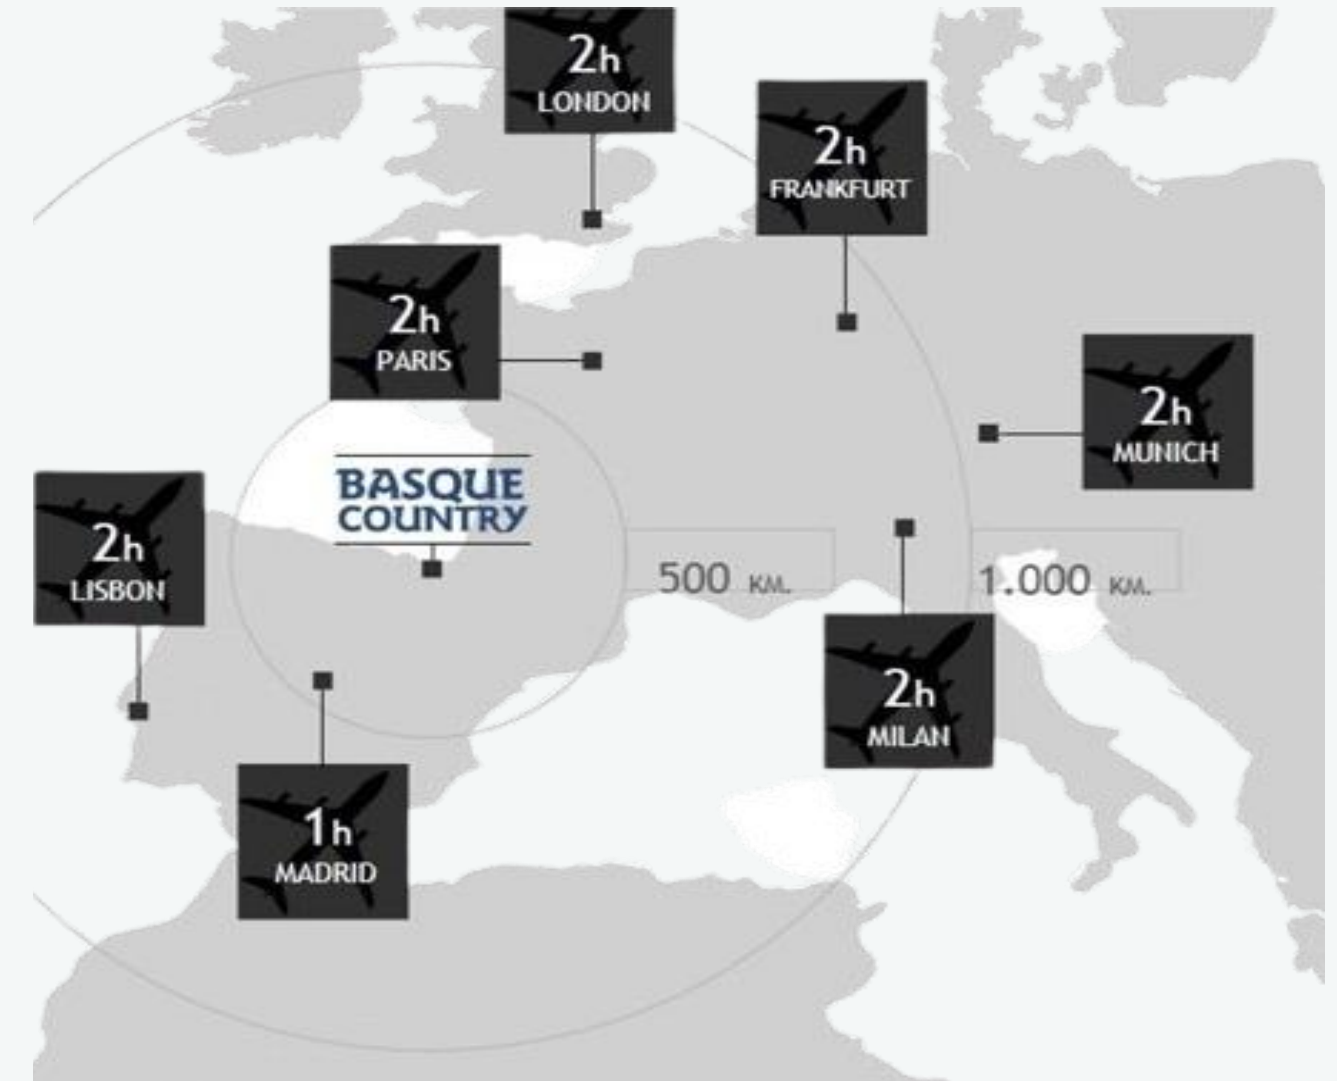 2h
LONDON
2h
FRANKFURT
2h
PARIS
2h
MUNICH
BASQUE
COUNTRY
2h
LISBON
500 KM.
1.000 KM.
2h
MILAN
1h
MADRID